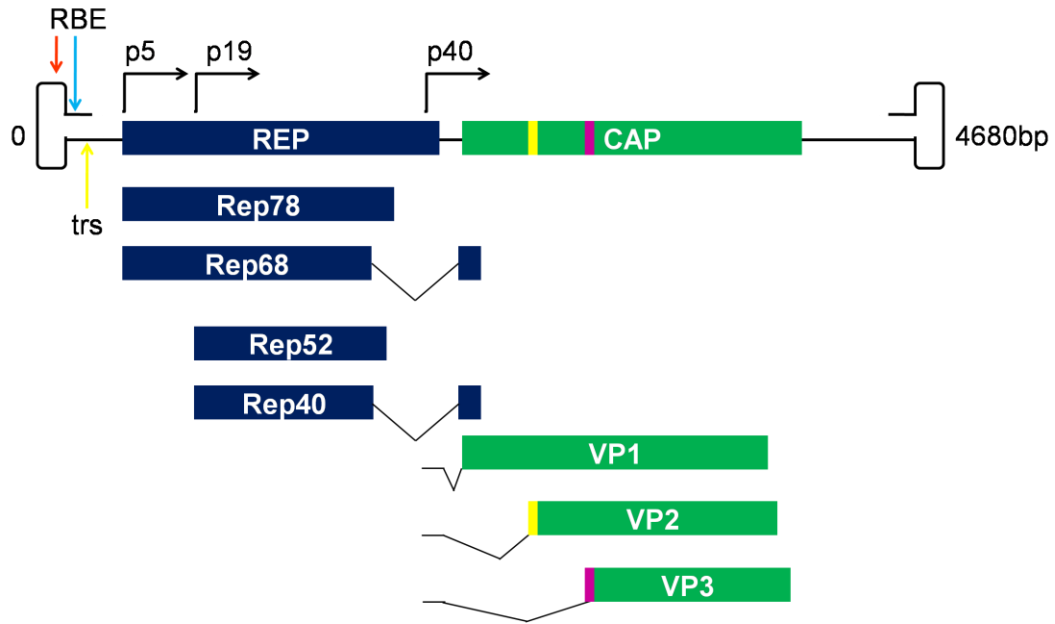 RBE
p5
p19
p40
0
REP
CAP
4680bp
trs
Rep78
Rep68
Rep52
Rep40
VP1
VP2
VP3